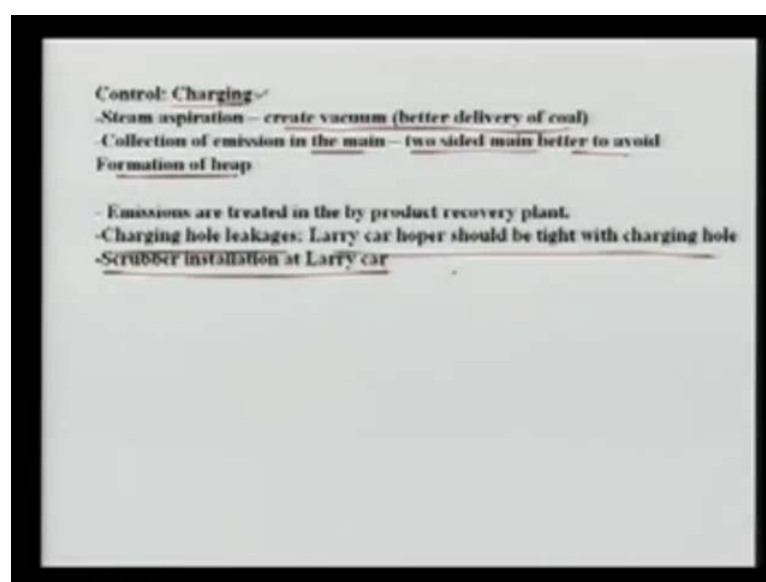 Control: Charging
-Steam aspiration – create vacuum (better delivery of coal)
-Collection of emission in the main – two sided main better to avoid
Formation of heap
- Emissions are treated in the by product recovery plant.
-Charging hole leakages: Larry car hoper should be tight with charging hole
-Scrubber installation at Larry car